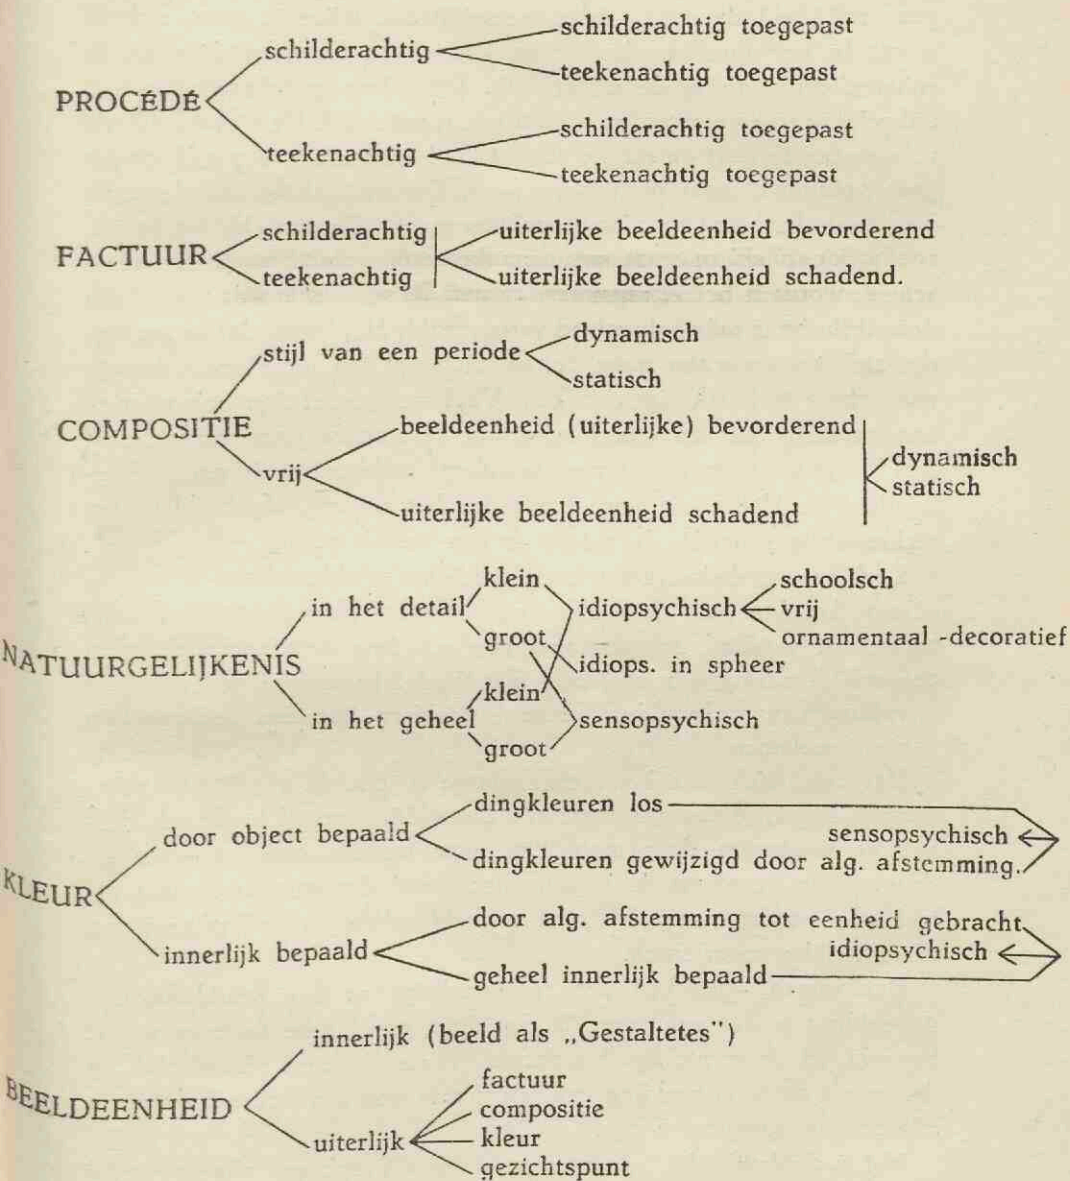 schilderachtig toegepast
schilderachtig
teekenachtig toegepast
PROCÉDÉ
schilderachtig toegepast
teekenachtig
teekenachtig toegepast
schilderachtig
uiterlijke beeldeenheid bevorderend
FACTUUR
teekenachtig
uiterlijke beeldeenheid schadend.
dynamisch
stijl van een periode
statisch
COMPOSITIE
beeldeenheid (uiterlijke) bevorderend
dynamisch
vrij
statisch
uiterlijke beeldeenheid schadend
klein
schoolsch
in het detail
idiopsychisch
vrij
groot
ornamentaal -decoratief
NATUURGELIJKENIS
idiops. in spheer
klein
in het geheel
sensopsychisch
groot
dingkleuren los
door object bepaald
sensopsychisch
dingkleuren gewijzigd door alg. afstemming.
KLEUR
door alg. afstemming tot eenheid gebracht
innerlijk bepaald
idiopsychisch
geheel innerlijk bepaald
innerlijk (beeld als „Gestaltetes”)
BEELDEENHEID
factuur
compositie
uiterlijk
kleur
gezichtspunt